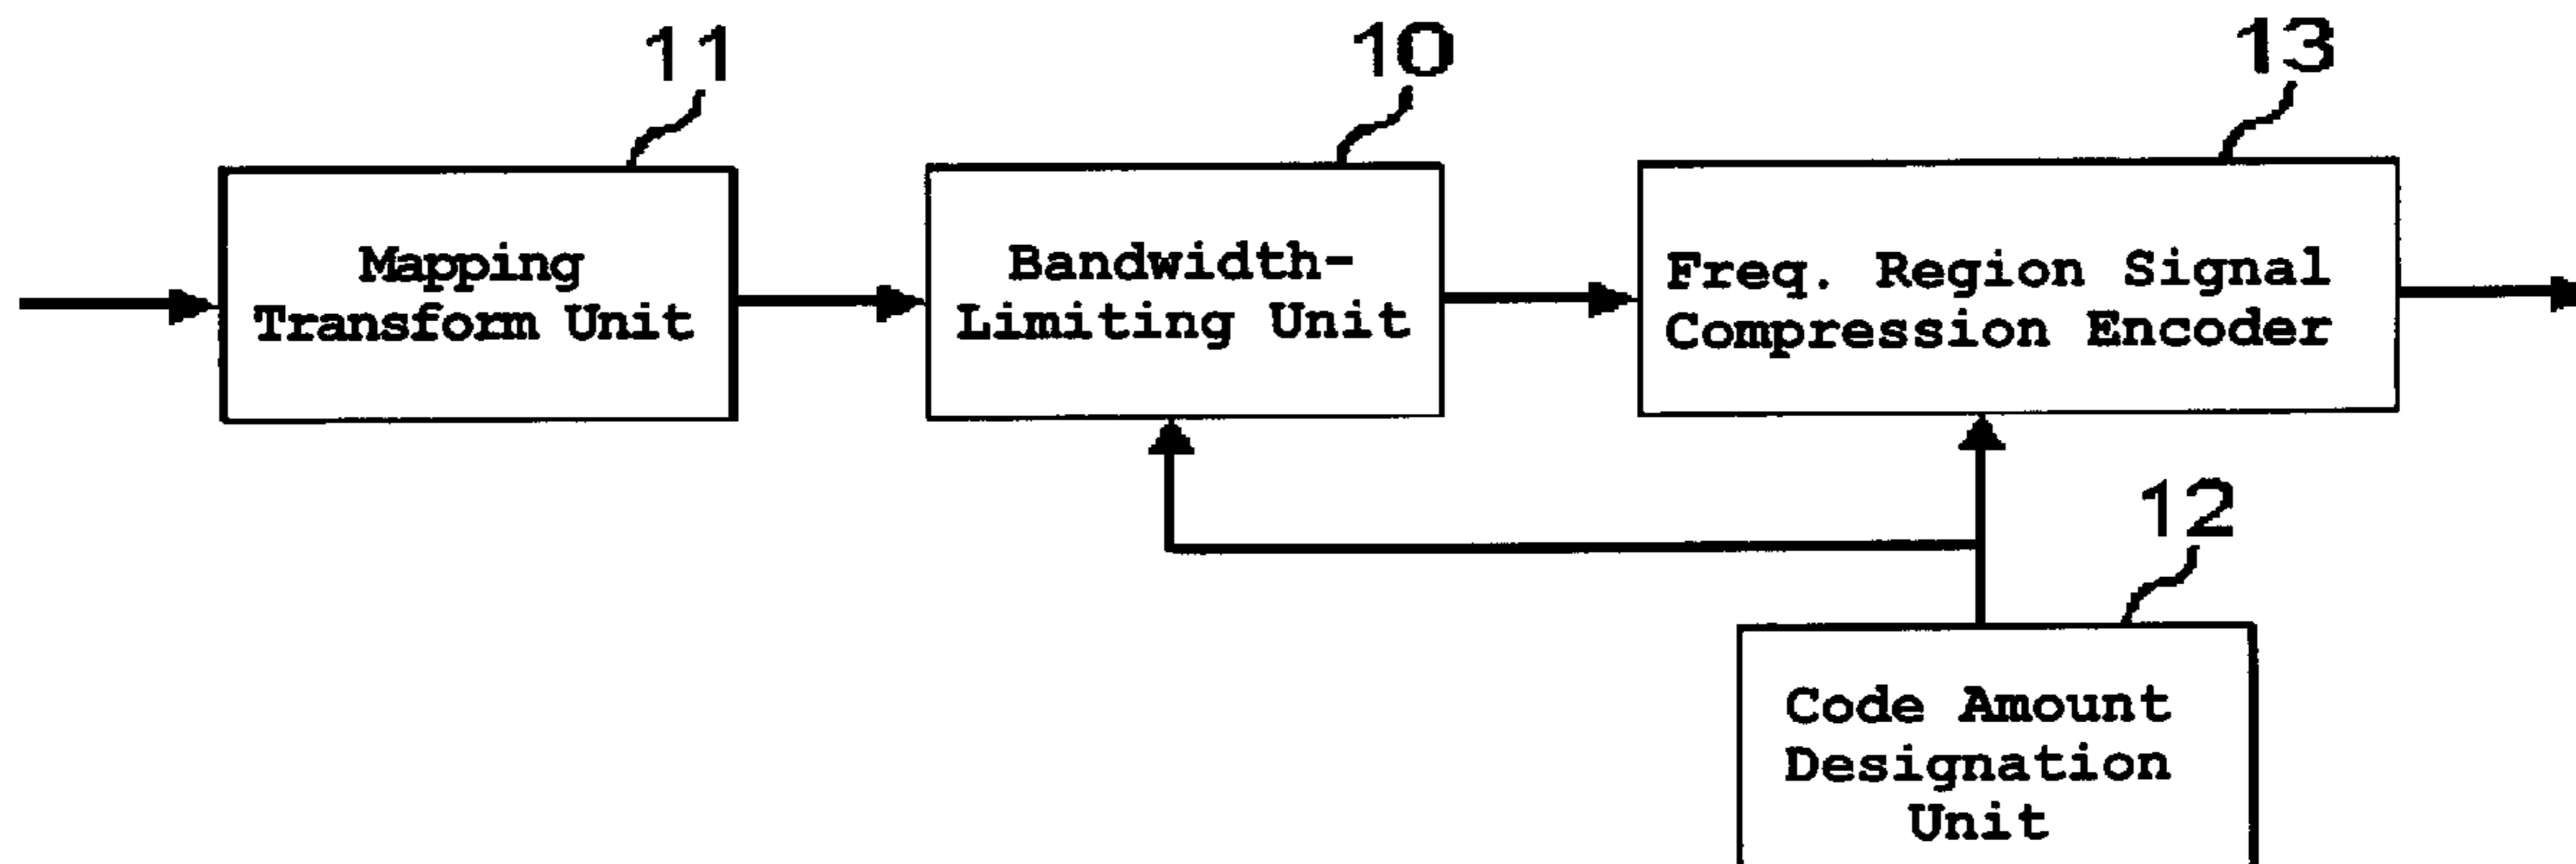 11
10
13
Mapping
Transform Unit
Bandwidth-
Limiting Unit
Freq. Region Signal
Compression Encoder
12
Code Amount
Designation
Unit